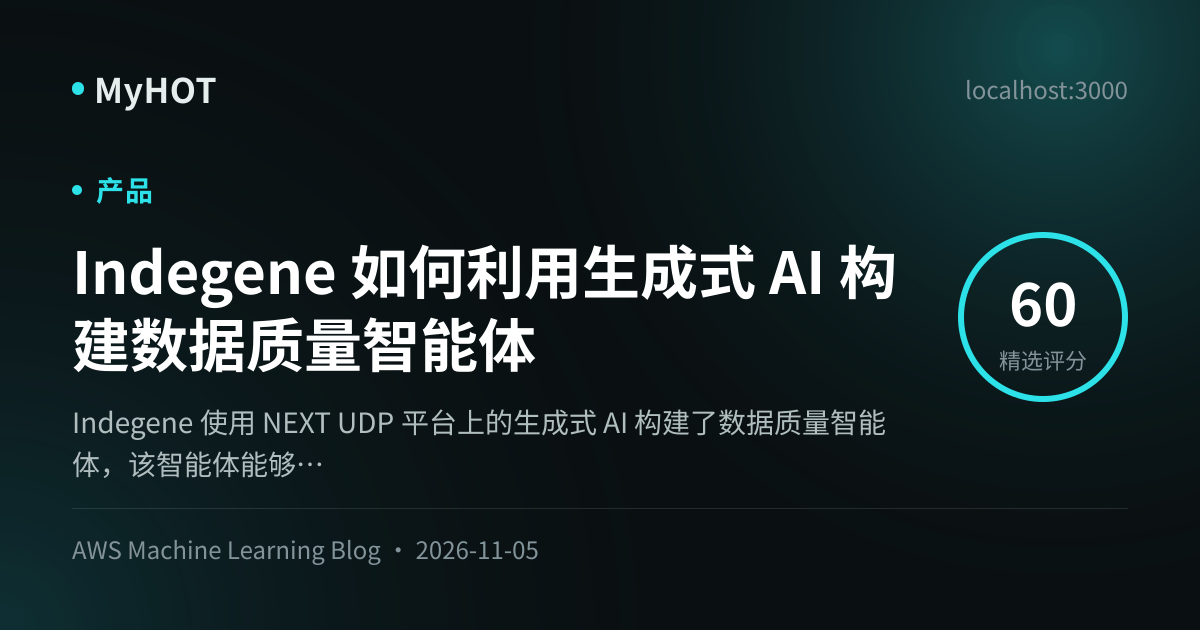 MyHOT
localhost:3000
产品
Indegene 如何利用生成式 AI 构
建数据质量智能体
60
精选评分
Indegene 使用 NEXT UDP 平台上的生成式 AI 构建了数据质量智能
体，该智能体能够…
AWS Machine Learning Blog • 2026-11-05